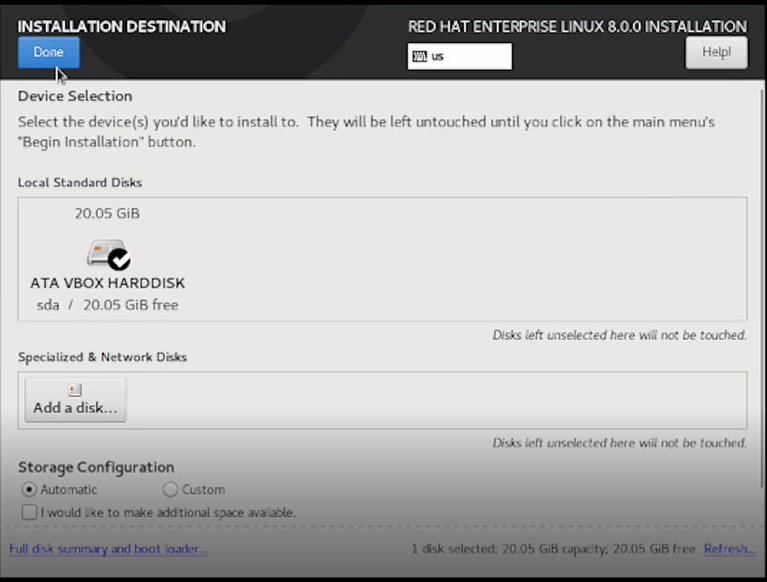 INSTALLATION DESTINATION
RED HAT ENTERPRISE LINUX 8.0.0 INSTALLATION
Done
us
Help!
Device Selection
Select the device(s) you'd like to install to.  They will be left untouched until you click on the main menu's
"Begin Installation" button.
Local Standard Disks
20.05 GiB
ATA VBOX HARDDISK
sda / 20.05 GiB free
Disks left unselected here will not be touched.
Specialized & Network Disks
Add a disk...
Disks left unselected here will not be touched.
Storage Configuration
Automatic
Custom
I would like to make additional space available.
Full disk summary and boot loader...
1 disk selected; 20.05 GiB capacity; 20.05 GiB free
Refresh...